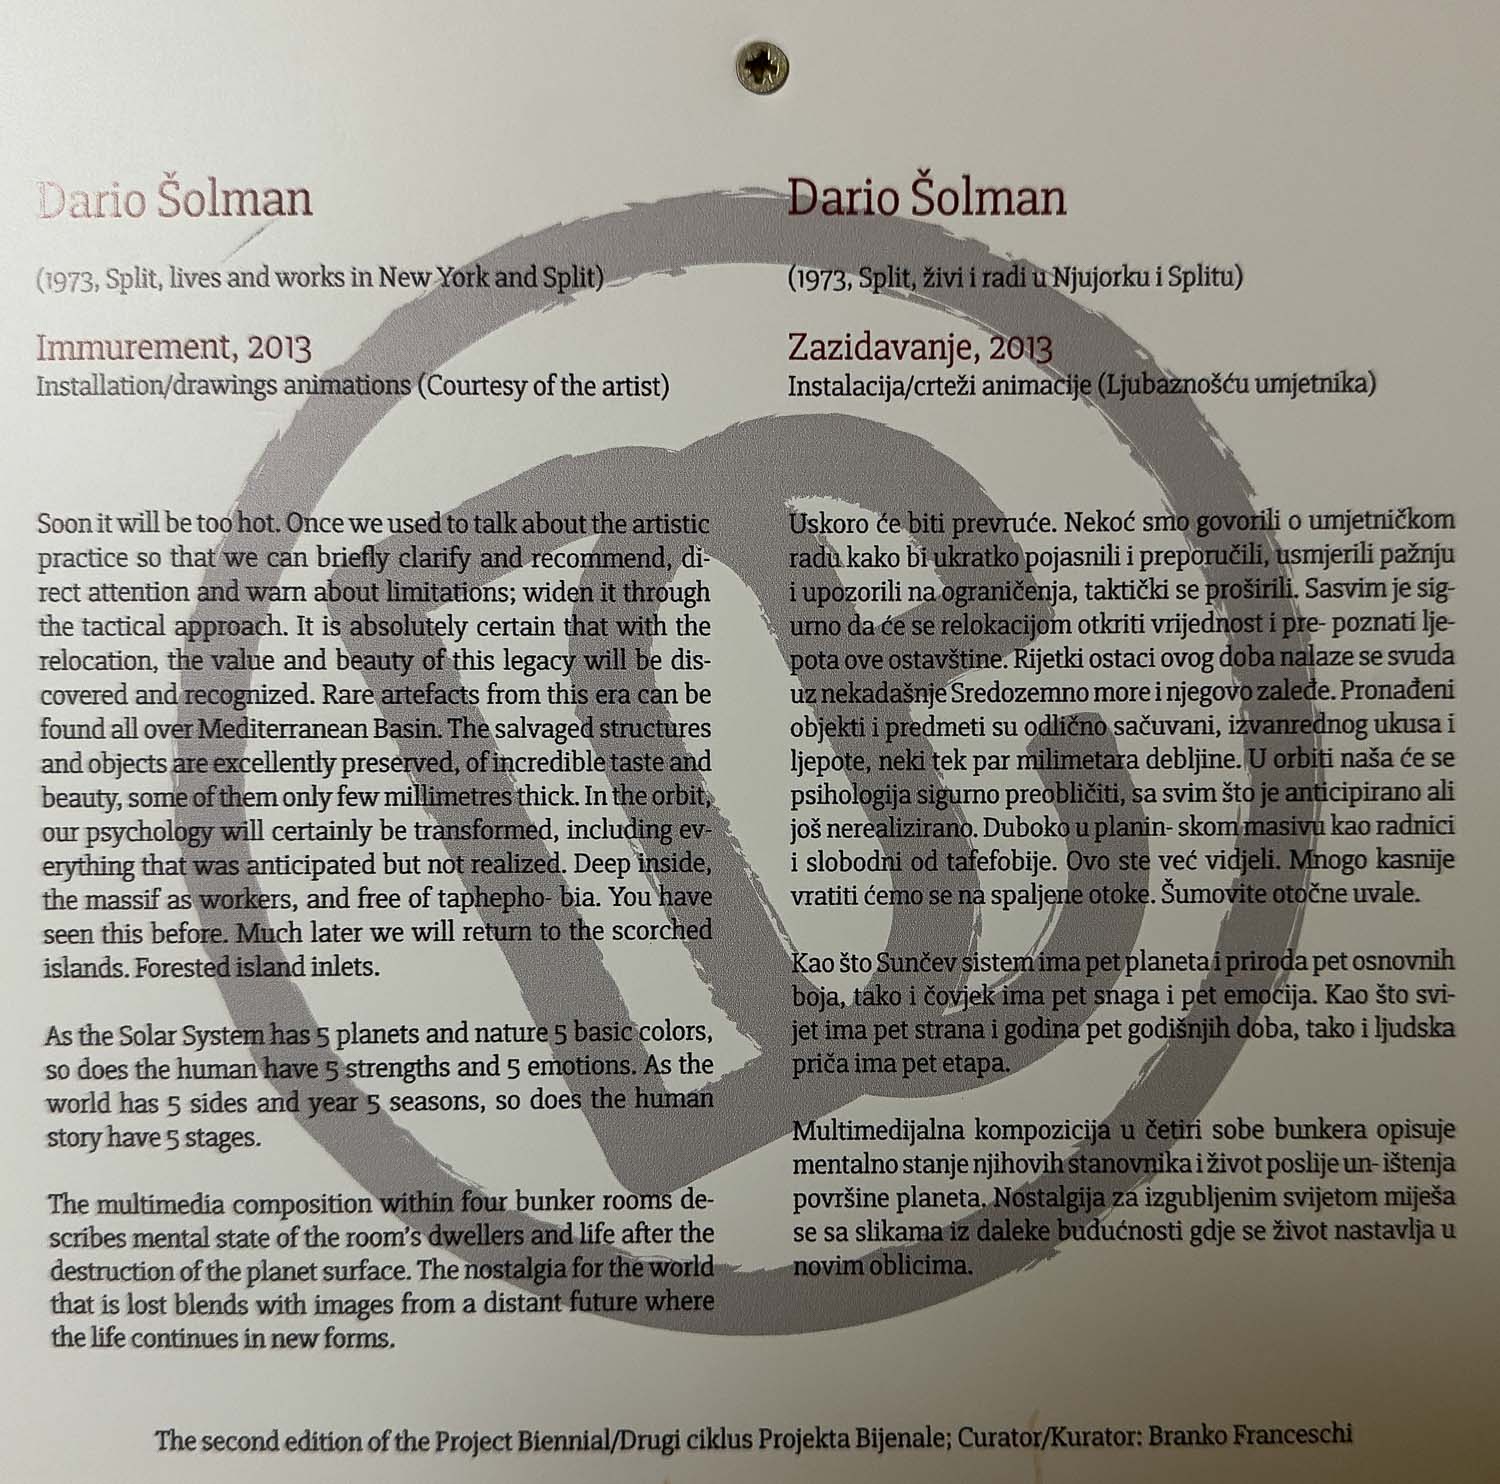 Dario Šolman
(1973, Split, lives and works in New York and Split)
Immurement, 2013
Installation/drawings animations (Courtesy of the artist)
Soon it will be too hot. Once we used to talk about the artistic
practice so that we can briefly clarify and recommend, di-
rect attention and warn about limitations; widen it through
the tactical approach. It is absolutely certain that with the
relocation, the value and beauty of this legacy will be dis-
covered and recognized. Rare artefacts from this era can be
found all over Mediterranean Basin. The salvaged structures
and objects are excellently preserved, of incredible taste and
beauty, some of them only few millimetres thick. In the orbit,
our psychology will certainly be transformed, including ev-
erything that was anticipated but not realized. Deep inside,
the massif as workers, and free of taphepho- bia. You have
seen this before. Much later we will return to the scorched
islands. Forested island inlets.
As the Solar System has 5 planets and nature 5 basic colors,
so does the human have 5 strengths and 5 emotions. As the
world has 5 sides and year 5 seasons, so does the human
story have 5 stages.
The multimedia composition within four bunker rooms de-
scribes mental state of the room's dwellers and life after the
destruction of the planet surface. The nostalgia for the world
that is lost blends with images from a distant future where
the life continues in new forms.
Dario Šolman
(1973, Split, živi i radi u Njujorku i Splitu)
Zazidavanje, 2013
Instalacija/crteži animacije (Ljubaznošću umjetnika)
Uskoro će biti prevruće. Nekoć smo govorili o umjetničkom
radu kako bi ukratko pojasnili i preporučili, usmjerili pažnju
i upozorili na ograničenja, taktički se proširili. Sasvim je sig-
urno da će se relokacijom otkriti vrijednost i pre- poznati lje-
pota ove ostavštine. Rijetki ostaci ovog doba nalaze se svuda
uz nekadašnje Sredozemno more i njegovo zaleđe. Pronađeni
objekti i predmeti su odlično sačuvani, izvanrednog ukusa i
ljepote, neki tek par milimetara debljine. U orbiti naša će se
psihologija sigurno preobličiti, sa svim što je anticipirano ali
još nerealizirano. Duboko u planin- skom masivu kao radnici
i slobodni od tafefobije. Ovo ste već vidjeli. Mnogo kasnije
vratiti ćemo se na spaljene otoke. Šumovite otočne uvale.
Kao što Sunčev sistem ima pet planeta i priroda pet osnovnih
boja, tako i čovjek ima pet snaga i pet emocija. Kao što svi-
jet ima pet strana i godina pet godišnjih doba, tako i ljudska
priča ima pet etapa.
Multimedijalna kompozicija u četiri sobe bunkera opisuje
mentalno stanje njihovih stanovnika i život poslije un- ištenja
površine planeta. Nostalgija za izgubljenim svijetom miješa
se sa slikama iz daleke budućnosti gdje se život nastavlja u
novim oblicima.
The second edition of the Project Biennial/Drugi ciklus Projekta Bijenale; Curator/Kurator: Branko Franceschi